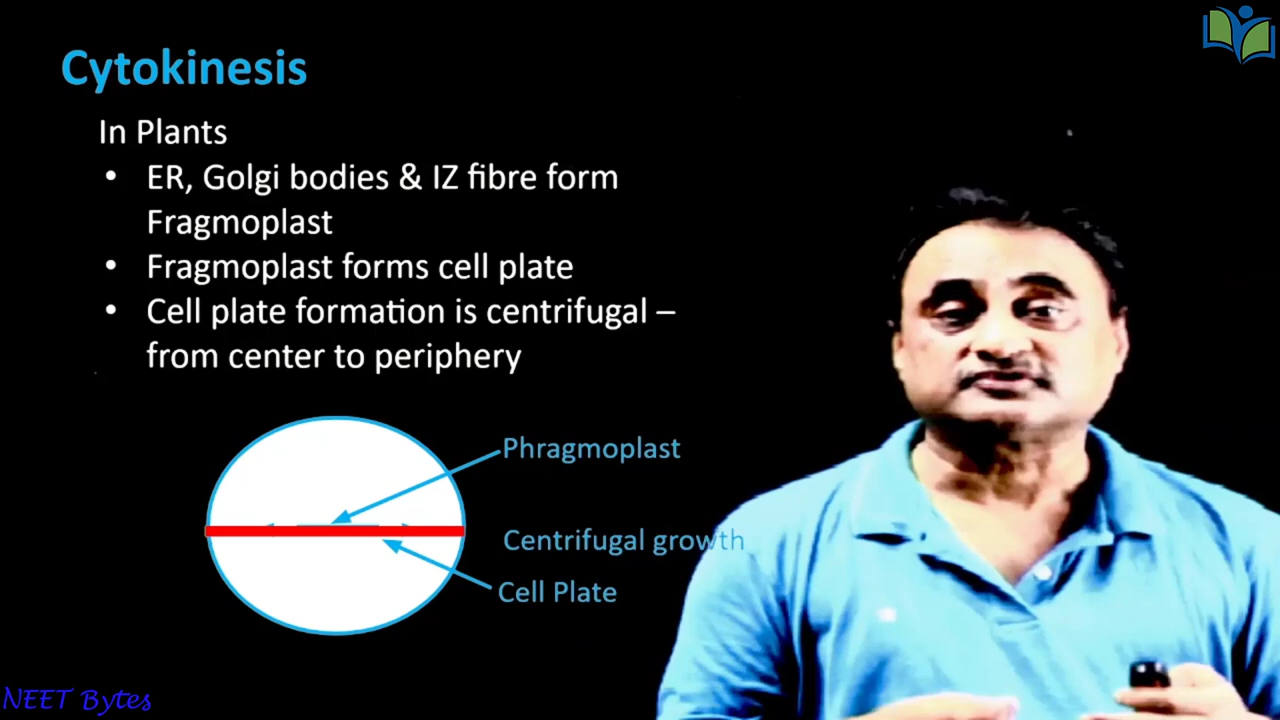 Cytokinesis
In Plants
• ER, Golgi bodies & IZ fibre form
Fragmoplast
• Fragmoplast forms cell plate
• Cell plate formation is centrifugal –
from center to periphery
Phragmoplast
Centrifugal growth
Cell Plate
NEET Bytes